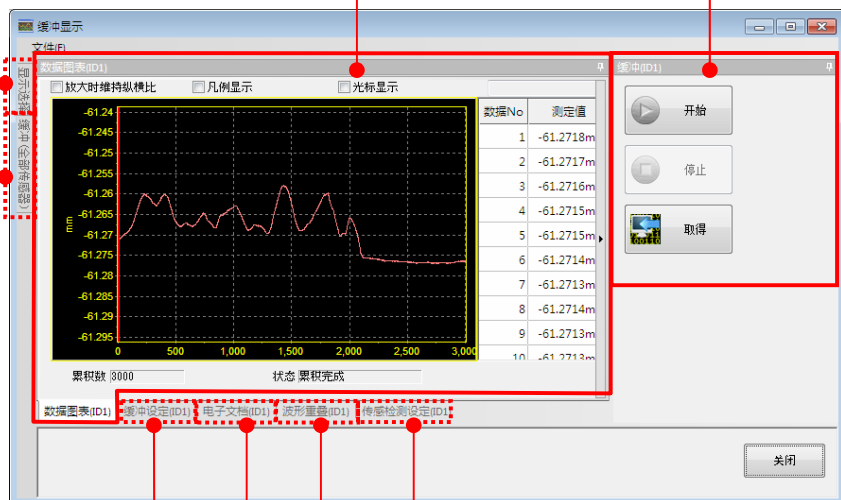 缓冲显示
文件(F)
显示选择
缓冲(全部传感器)
数据图表(ID1)
放大时维持纵横比
凡例显示
光标显示
mm
-61.24
-61.245
-61.25
-61.255
-61.26
-61.265
-61.27
-61.275
-61.28
-61.285
-61.29
-61.295
0 500 1,000 1,500 2,000 2,500 3,000
数据No 测定值
1 -61.2718m
2 -61.2717m
3 -61.2716m
4 -61.2715m
5 -61.2715m
6 -61.2714m
7 -61.2713m
8 -61.2714m
9 -61.2713m
10 -61.2713m
累积数 3000
状态 累积完成
缓冲(ID1)
开始
停止
取得
数据图表(ID1) 缓冲设定(ID1) 电子文档(ID1) 波形重叠(ID1) 传感检测设定(ID1)
关闭